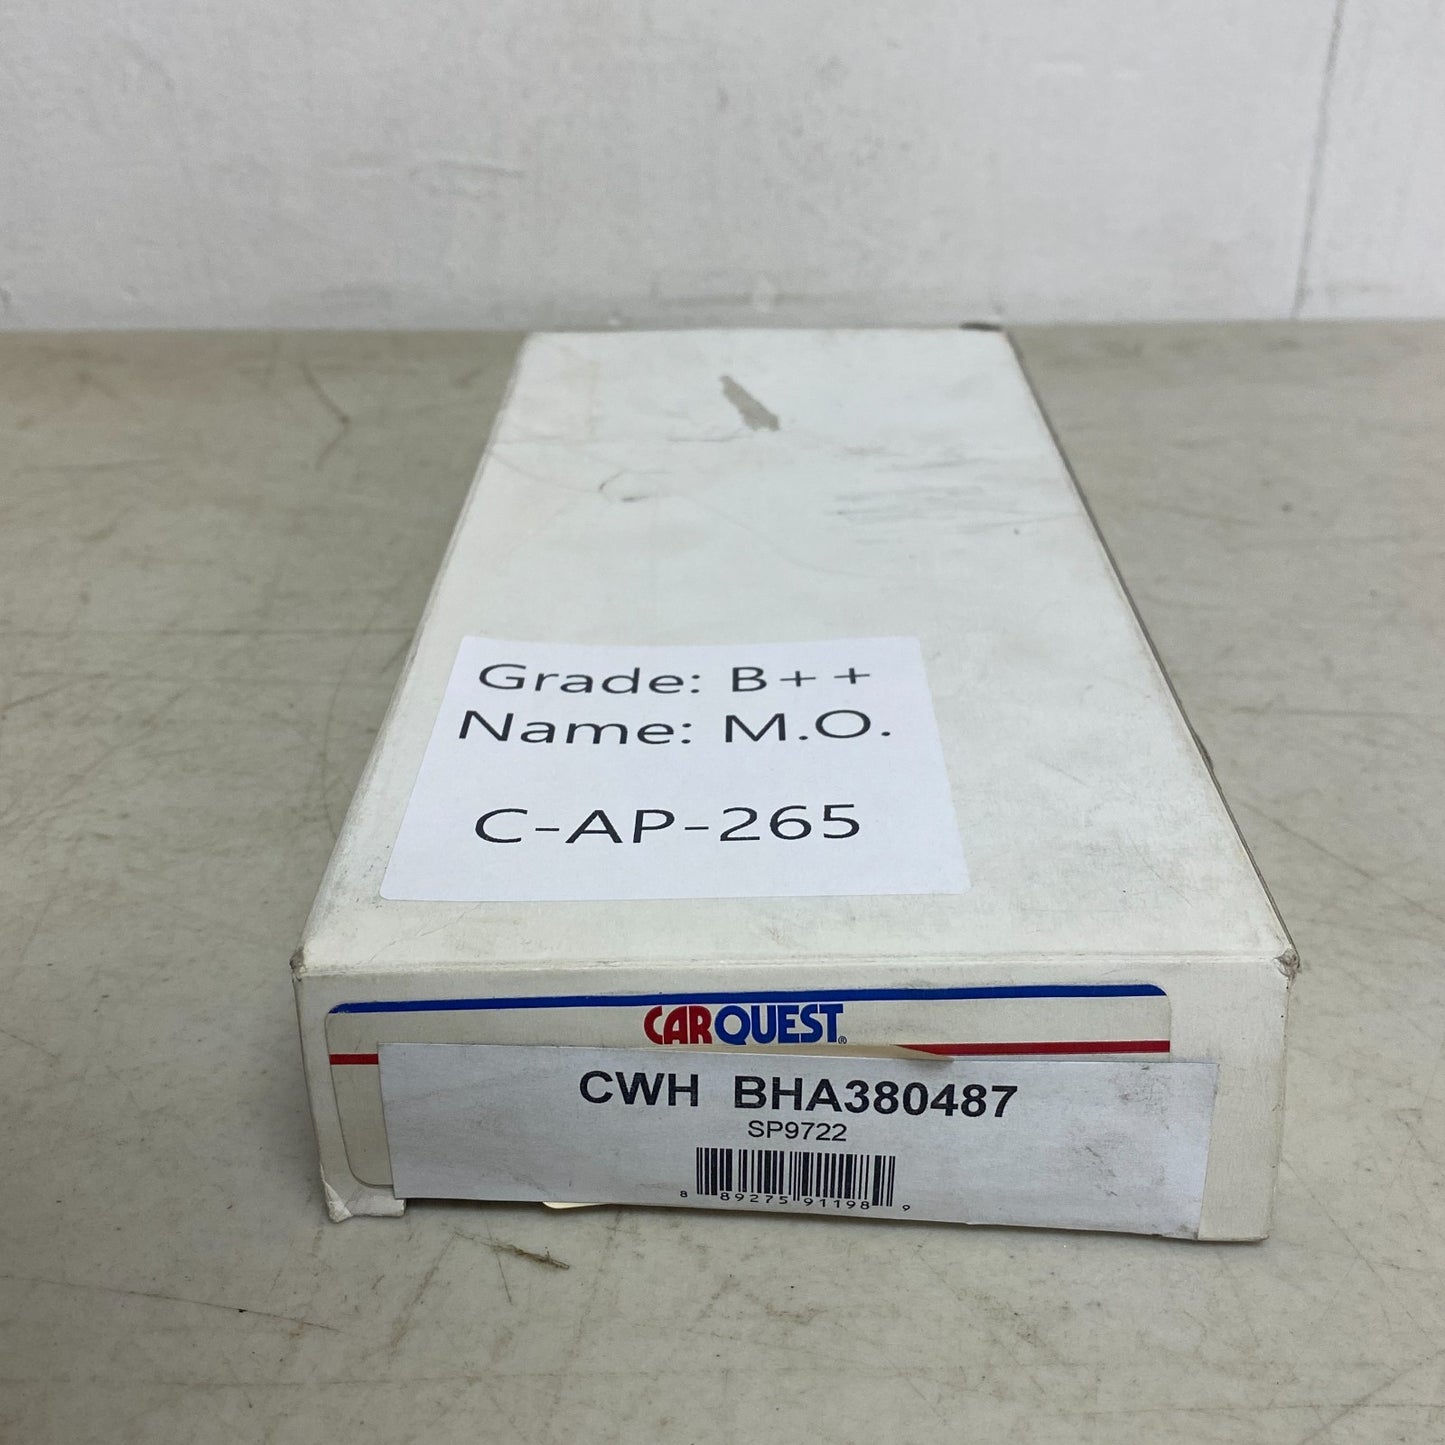 Grade: B++
Name: M.O.
C-AP-265
CARQUEST®
CWH BHA380487
SP9722
8 89275 91198 9